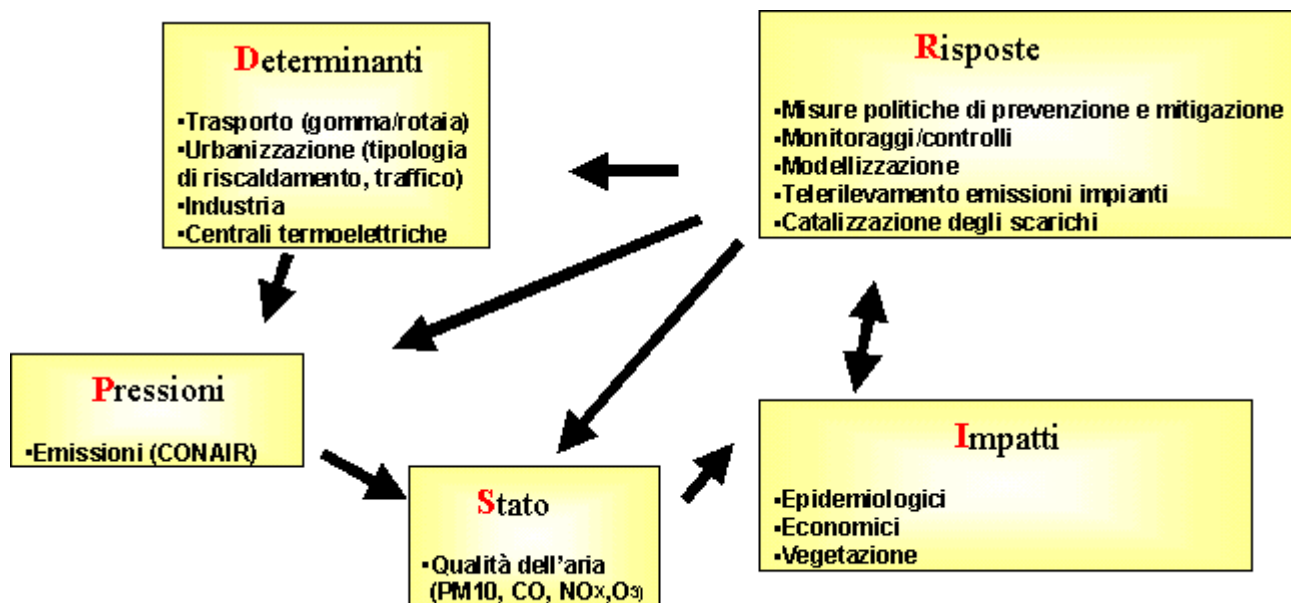 Determinanti
▪Trasporto (gomma/rotaia)
▪Urbanizzazione (tipologia
di riscaldamento, traffico)
▪Industria
▪Centrali termoelettriche
Risposte
▪Misure politiche di prevenzione e mitigazione
▪Monitoraggi/controlli
▪Modellizzazione
▪Telerilevamento emissioni impianti
▪Catalizzazione degli scarichi
Pressioni
▪Emissioni (CONAIR)
Stato
▪Qualità dell'aria
(PM10, CO, NOX,O3)
Impatti
▪Epidemiologici
▪Economici
▪Vegetazione